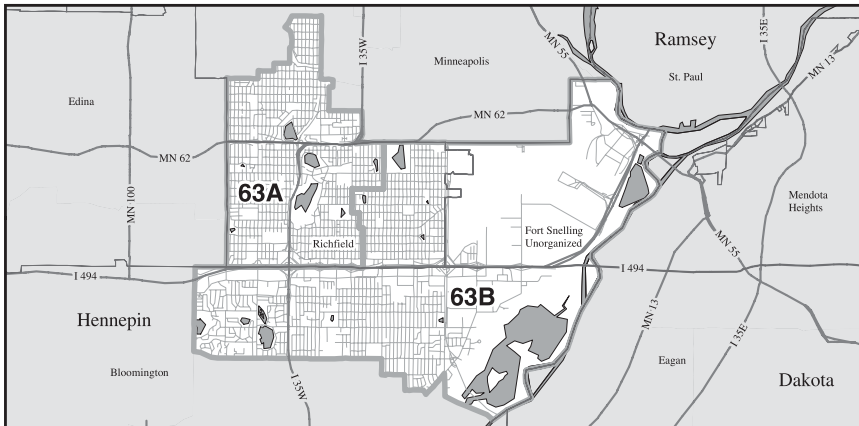 MN 55
Ramsey
I 35E
I 35W
Minneapolis
St. Paul
MN 13
Edina
MN 62
MN 62
63A
MN 100
Mendota
Heights
Richfield
Fort Snelling
Unorganized
MN 55
I 494
I 494
63B
Hennepin
MN 13
I 35E
Bloomington
I 35W
Eagan
Dakota